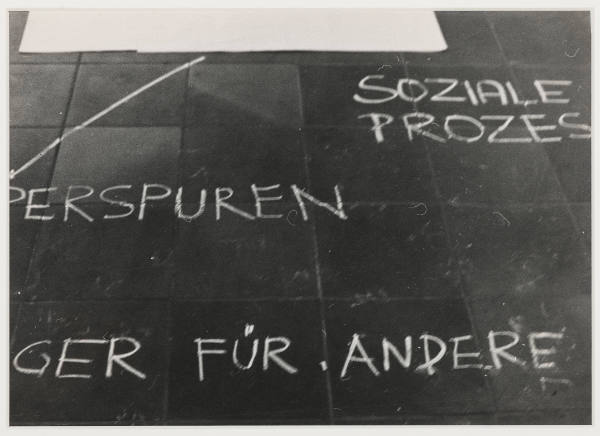 SOZIALE
PROZES
PERSPUREN
GER FÜR ANDERE